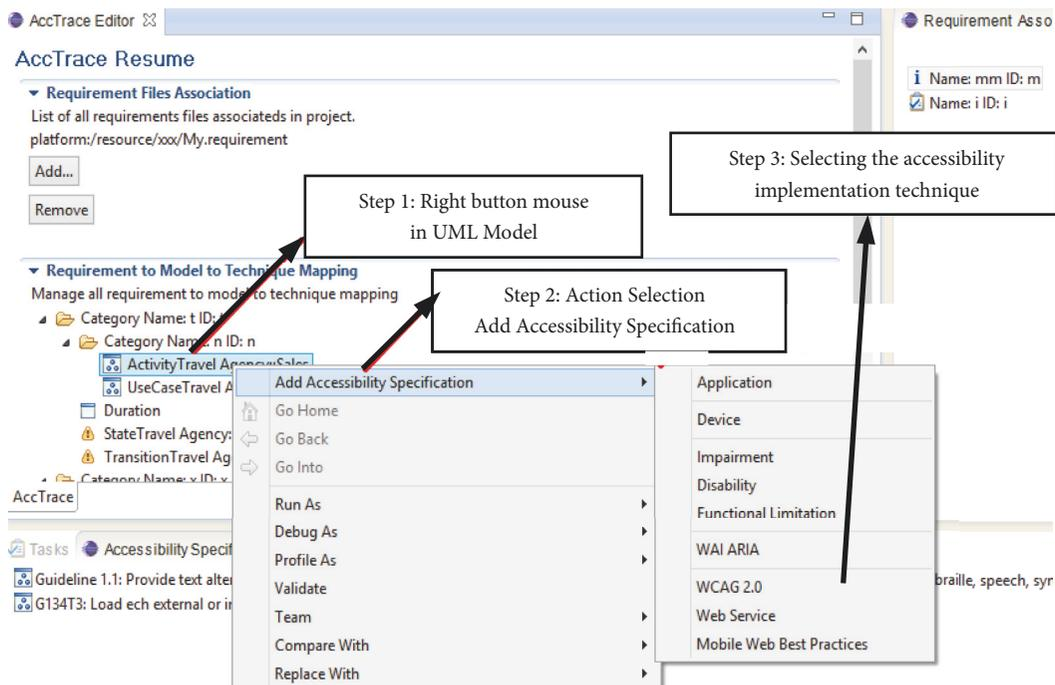 AccTrace Editor
Requirement Asso
AccTrace Resume
Requirement Files Association
List of all requirements files associateds in project.
platform:/resource/xxx/My.requirement
Add...
Remove
i Name: mm ID: m
Name: i ID: i
Step 3: Selecting the accessibility
implementation technique
Step 1: Right button mouse
in UML Model
Step 2: Action Selection
Add Accessibility Specification
Requirement to Model to Technique Mapping
Manage all requirement to model to technique mapping
Category Name: t ID:
Category Name: n ID: n
ActivityTravel Agency::Sales
UseCaseTravel A
Duration
StateTravel Agency:
TransitionTravel Ag
Category Name: x ID: x
AccTrace
Add Accessibility Specification
Go Home
Go Back
Go Into
Run As
Debug As
Profile As
Validate
Team
Compare With
Replace With
Application
Device
Impairment
Disability
Functional Limitation
WAI ARIA
WCAG 2.0
Web Service
Mobile Web Best Practices
Tasks
Accessibility Specif
Guideline 1.1: Provide text alter
braille, speech, syn
G134T3: Load ech external or in